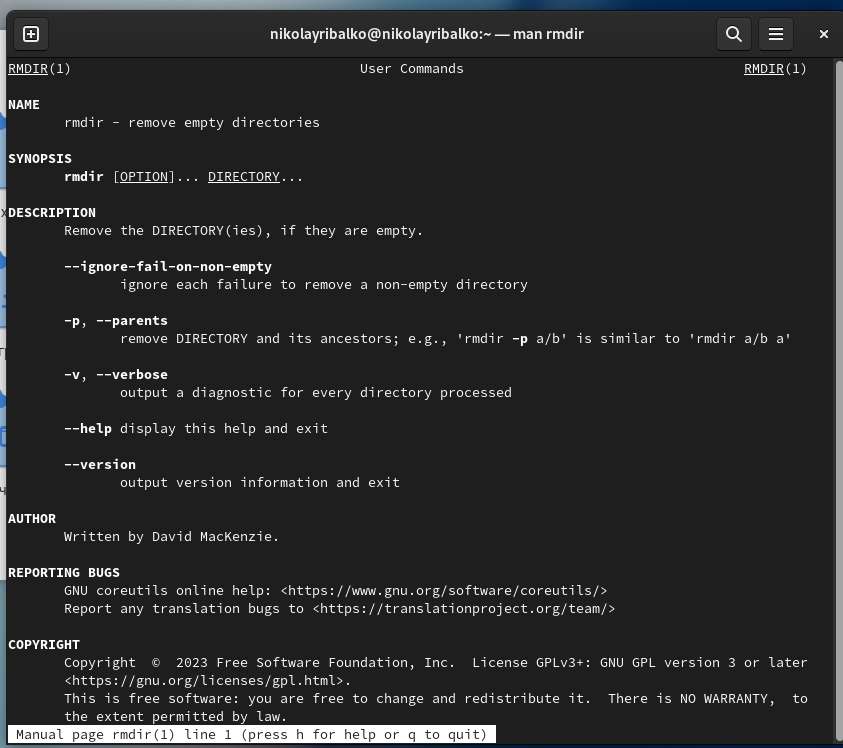 nikolayribalko@nikolayribalko:~ — man rmdir
RMDIR(1) User Commands RMDIR(1)
NAME
rmdir - remove empty directories
SYNOPSIS
rmdir [OPTION]... DIRECTORY...
DESCRIPTION
Remove the DIRECTORY(ies), if they are empty.
--ignore-fail-on-non-empty
ignore each failure to remove a non-empty directory
-p, --parents
remove DIRECTORY and its ancestors; e.g., 'rmdir -p a/b' is similar to 'rmdir a/b a'
-v, --verbose
output a diagnostic for every directory processed
--help display this help and exit
--version
output version information and exit
AUTHOR
Written by David MacKenzie.
REPORTING BUGS
GNU coreutils online help: <https://www.gnu.org/software/coreutils/>
Report any translation bugs to <https://translationproject.org/team/>
COPYRIGHT
Copyright © 2023 Free Software Foundation, Inc. License GPLv3+: GNU GPL version 3 or later
<https://gnu.org/licenses/gpl.html>.
This is free software: you are free to change and redistribute it. There is NO WARRANTY, to
the extent permitted by law.
Manual page rmdir(1) line 1 (press h for help or q to quit)